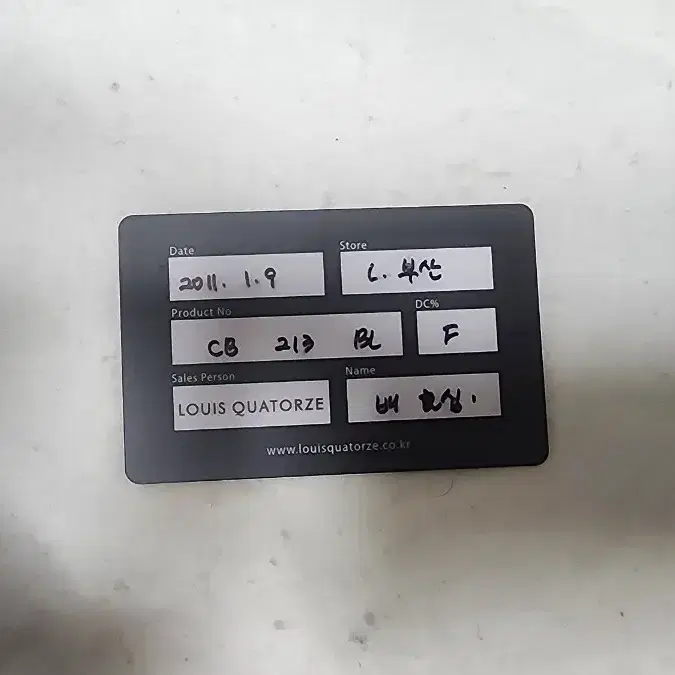 Date Store
2011. 1.9 L. 부산
Product No DC%
CB 213 BL F
Sales Person Name
LOUIS QUATORZE 배
www.louisquatorze.co.kr